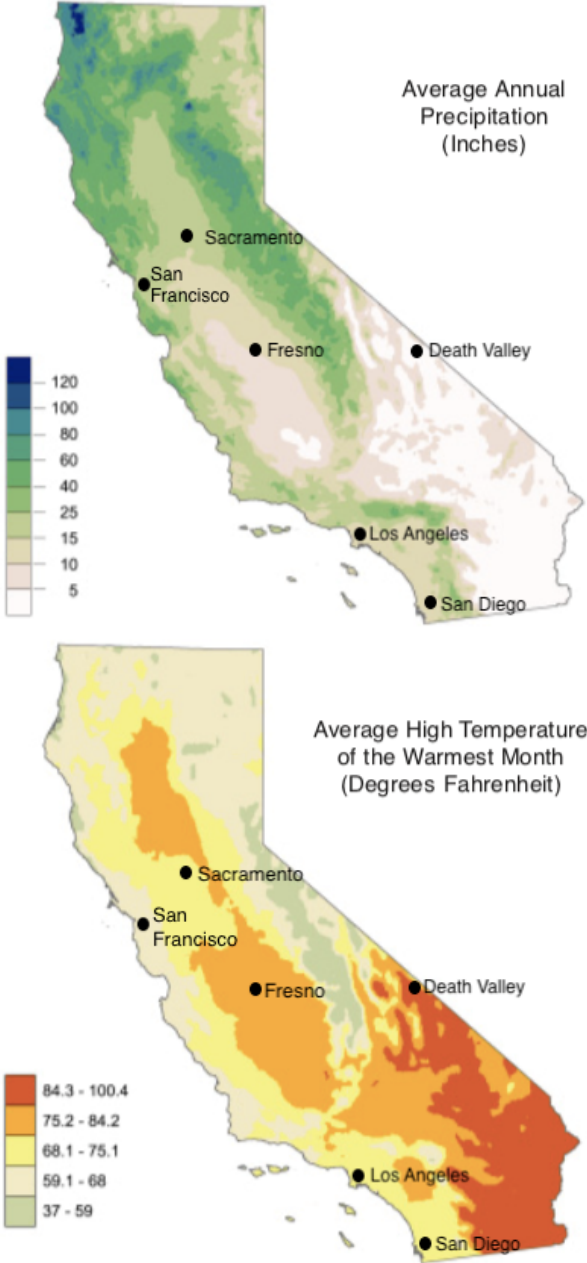 Average Annual
Precipitation
(Inches)
Sacramento
San
Francisco
Fresno
Death Valley
120
100
80
60
40
25
15
10
5
Los Angeles
San Diego
Average High Temperature
of the Warmest Month
(Degrees Fahrenheit)
Sacramento
San
Francisco
Fresno
Death Valley
84.3 - 100.4
75.2 - 84.2
68.1 - 75.1
59.1 - 68
37 - 59
Los Angeles
San Diego